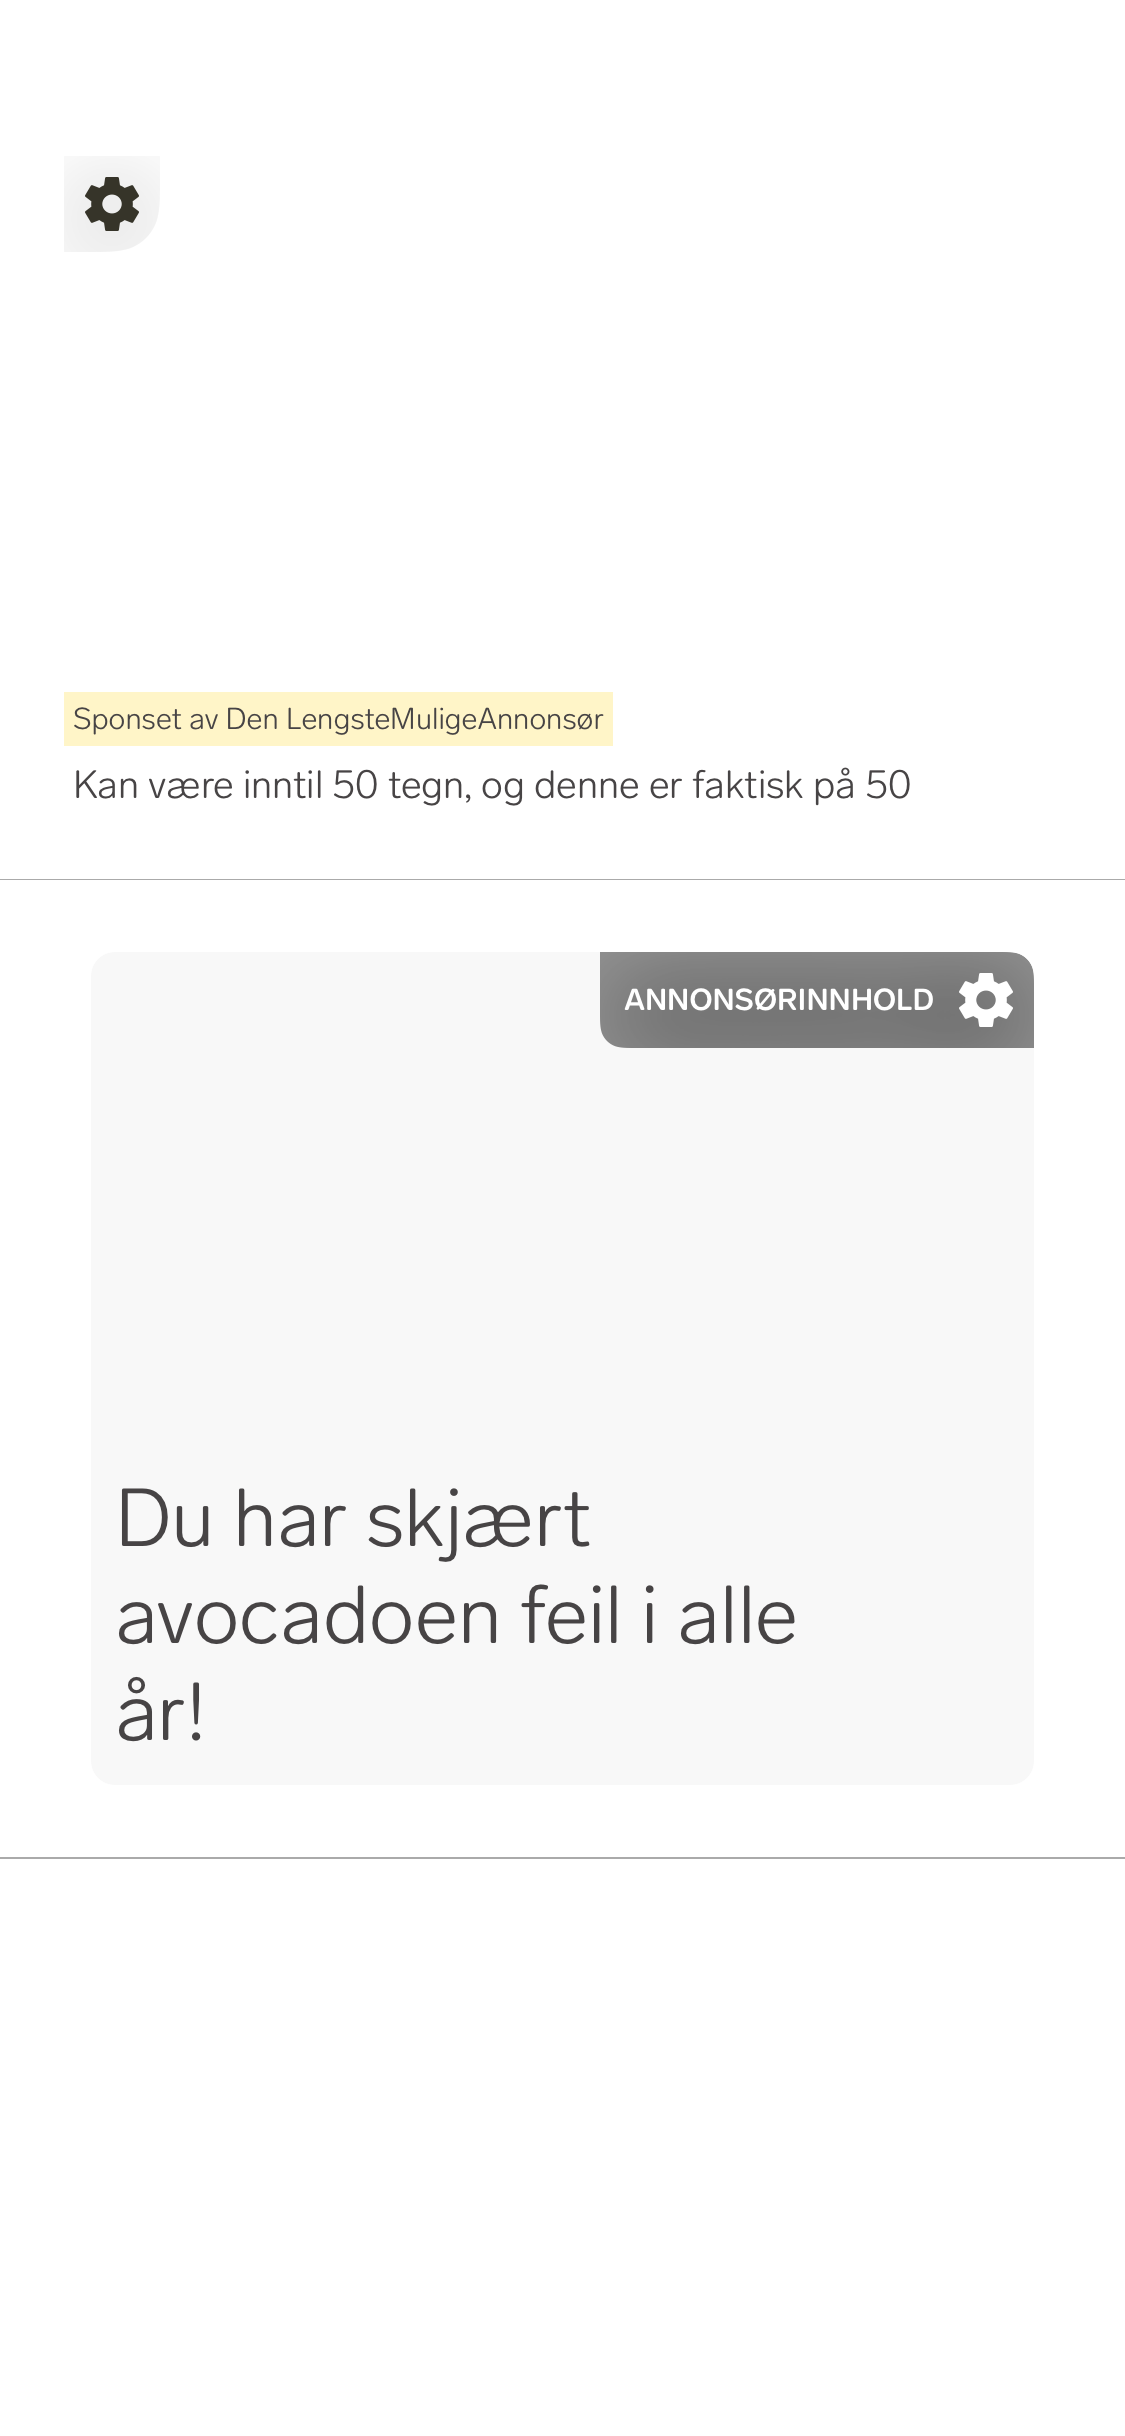 Sponset av Den LengsteMuligeAnnonsør
Kan være inntil 50 tegn, og denne er faktisk på 50
ANNONSØRINNHOLD
Du har skjært
avocadoen feil i alle
år!